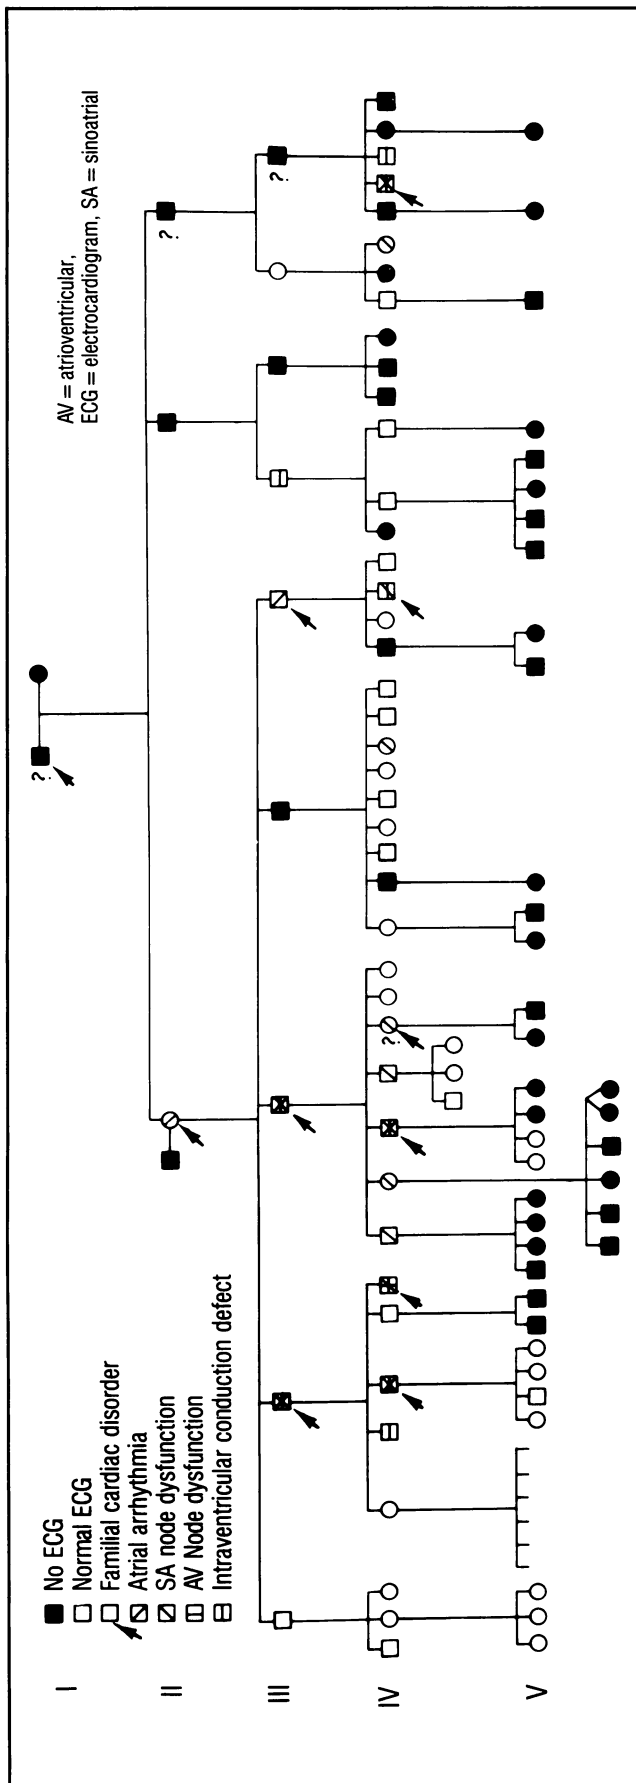 AV = atrioventricular,
ECG = electrocardiogram, SA = sinoatrial
No ECG
Normal ECG
Familial cardiac disorder
Atrial arrhythmia
SA node dysfunction
AV Node dysfunction
Intraventricular conduction defect
I
II
III
IV
V
?
?
?
?